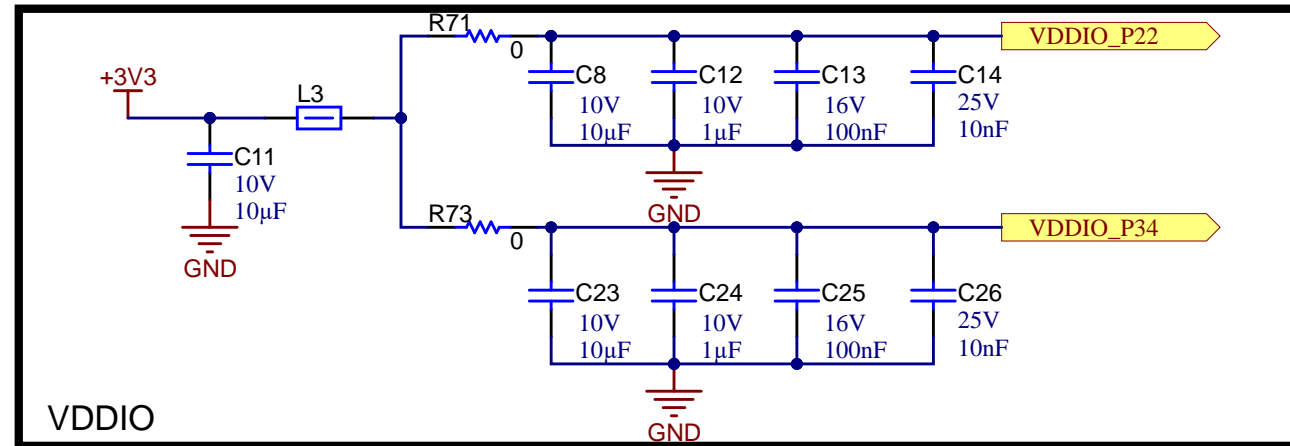 R71
0
VDDIO_P22
+3V3
L3
C8
10V
10µF
C12
10V
1µF
C13
16V
100nF
C14
25V
10nF
C11
10V
10µF
GND
GND
R73
0
VDDIO_P34
C23
10V
10µF
C24
10V
1µF
C25
16V
100nF
C26
25V
10nF
GND
VDDIO